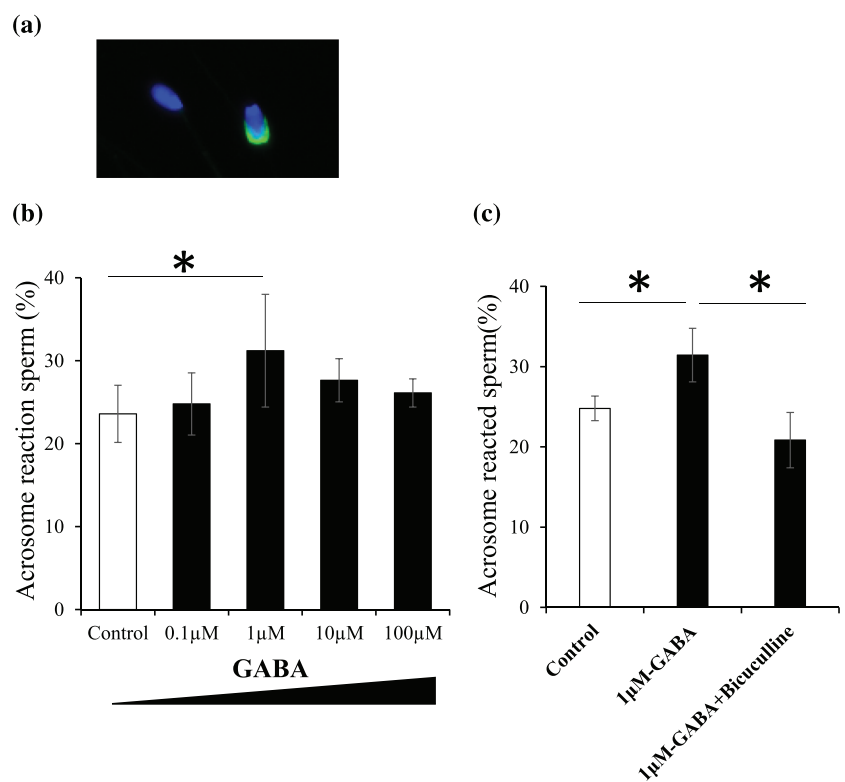 (a)
(b)
(c)
*
Acrosome reaction sperm (%)
40
30
20
10
0
Control 0.1µM 1µM 10µM 100µM
GABA
* *
Acrosome reacted sperm(%)
40
30
20
10
0
Control
1µM-GABA
1µM-GABA+Bicuculline